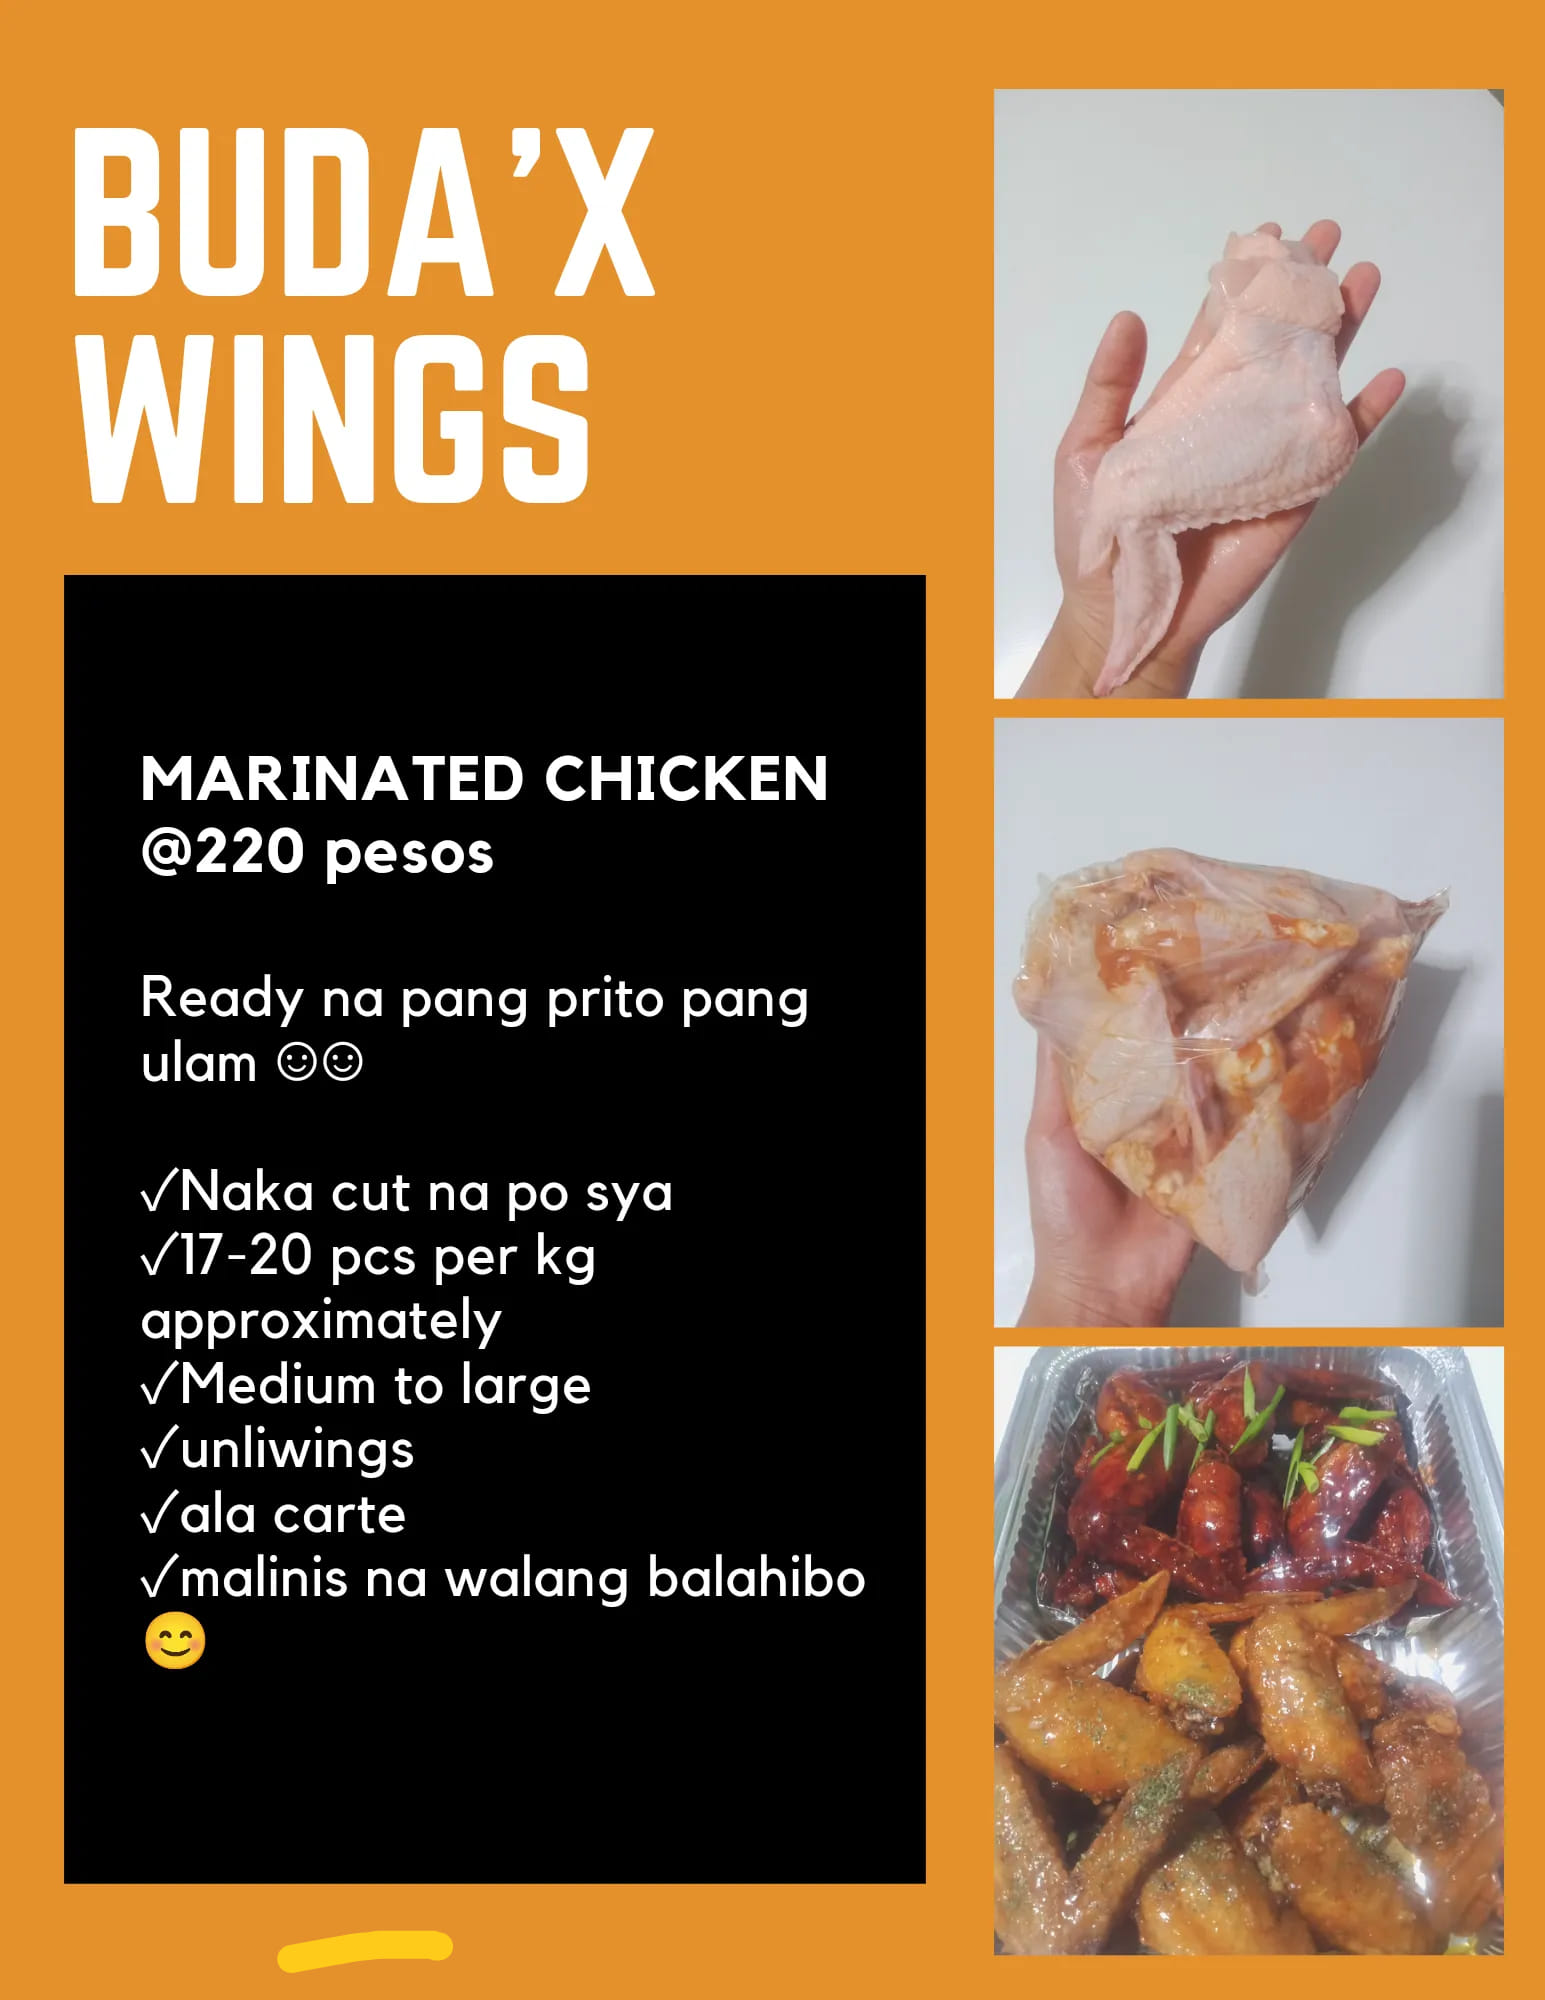 BUDA'X
WINGS
MARINATED CHICKEN
@220 pesos
Ready na pang prito pang
ulam ☺☺
✓Naka cut na po sya
✓17-20 pcs per kg
approximately
✓Medium to large
✓unliwings
✓ala carte
✓malinis na walang balahibo
😊